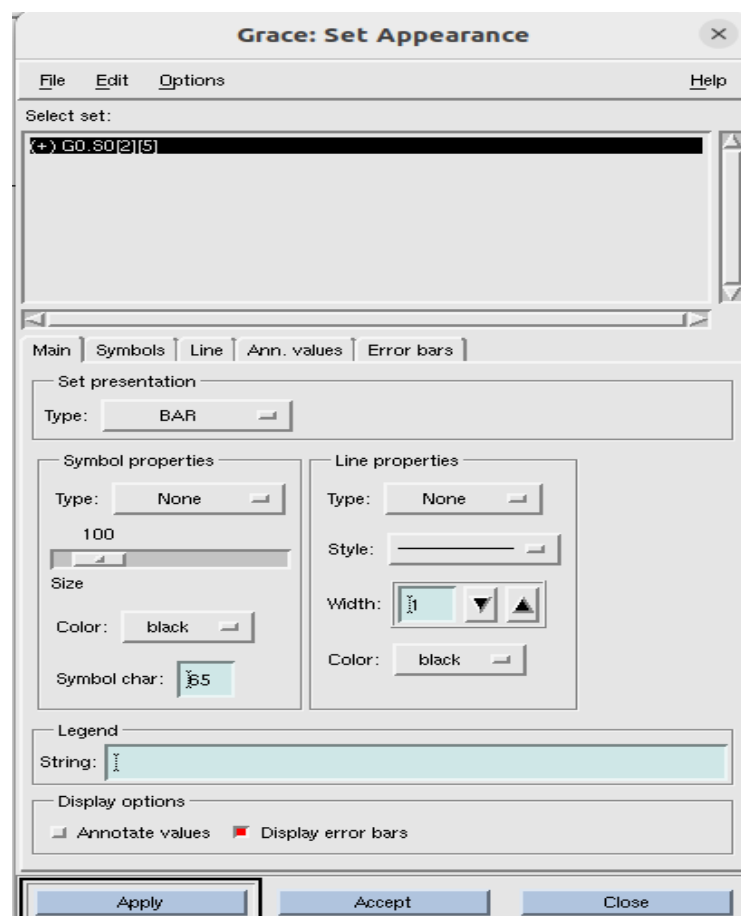 Grace: Set Appearance
File Edit Options Help
Select set:
(+) G0.S0[2][5]
Main Symbols Line Ann. values Error bars
Set presentation
Type: BAR
Symbol properties Line properties
Type: None Type: None
100
Style:
Size
Width: 1
Color: black
Color: black
Symbol char: 65
Legend
String:
Display options
Annotate values Display error bars
Apply Accept Close